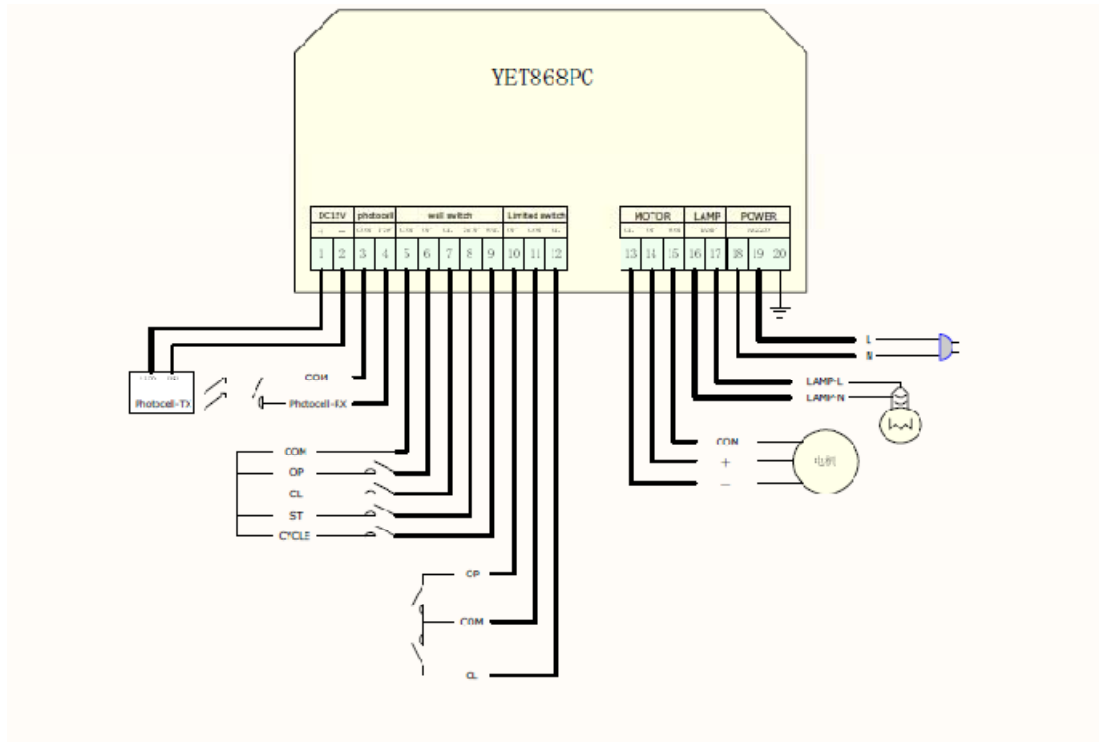 YET868PC
photocell wall switch Limited switch
MOTOR LAMP POWER
+ —
1 2 3 4 5 6 7 8 9 10 11 12
13 14 15 16 17 18 19 20
L
N
Photocell-TX
COM
Photocell-RX
LAMP-L
LAMP-N
COM
OP
CL
ST
CYCLE
COM
+
—
电机
OP
COM
CL